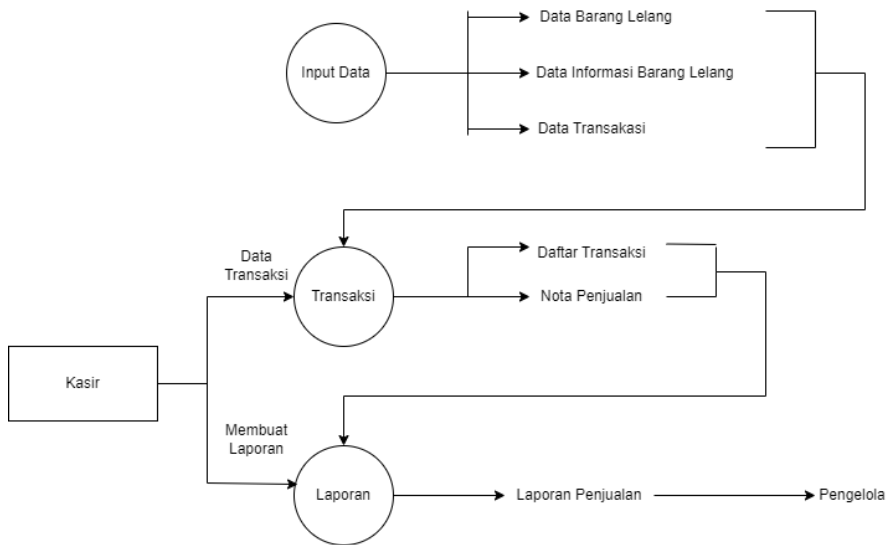 Data Barang Lelang
Input Data
Data Informasi Barang Lelang
Data Transakasi
Data
Transaksi
Daftar Transaksi
Transaksi
Nota Penjualan
Kasir
Membuat
Laporan
Laporan
Laporan Penjualan
Pengelola